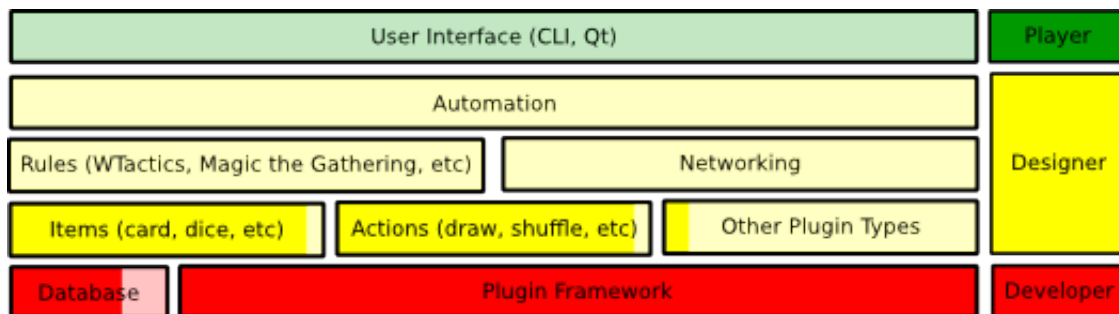 User Interface (CLI, Qt)
Player
Automation
Designer
Rules (WTactics, Magic the Gathering, etc)
Networking
Items (card, dice, etc)
Actions (draw, shuffle, etc)
Other Plugin Types
Database
Plugin Framework
Developer